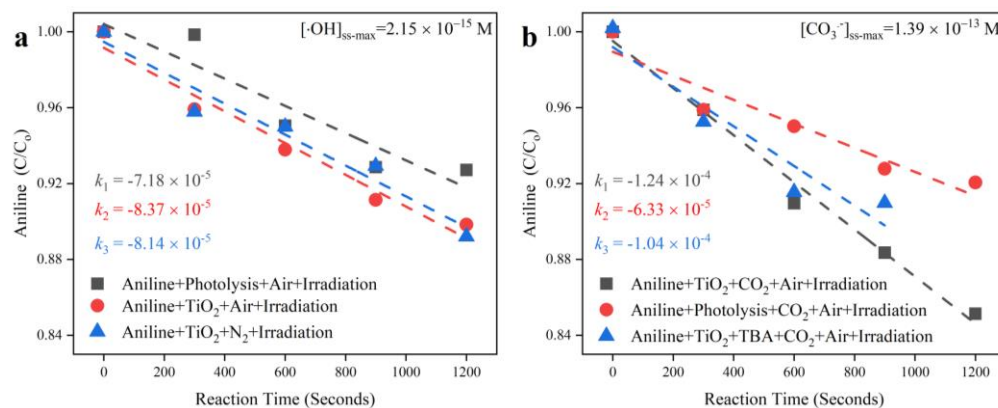 a
[·OH]ss-max=2.15 × 10⁻¹⁵ M
Aniline (C/Co)
1.00
0.96
0.92
0.88
0.84
k₁ = -7.18 × 10⁻⁵
k₂ = -8.37 × 10⁻⁵
k₃ = -8.14 × 10⁻⁵
Aniline+Photolysis+Air+Irradiation
Aniline+TiO₂+Air+Irradiation
Aniline+TiO₂+N₂+Irradiation
0 200 400 600 800 1000 1200
Reaction Time (Seconds)
b
[CO₃·⁻]ss-max=1.39 × 10⁻¹³ M
Aniline (C/Co)
1.00
0.96
0.92
0.88
0.84
k₁ = -1.24 × 10⁻⁴
k₂ = -6.33 × 10⁻⁵
k₃ = -1.04 × 10⁻⁴
Aniline+TiO₂+CO₂+Air+Irradiation
Aniline+Photolysis+CO₂+Air+Irradiation
Aniline+TiO₂+TBA+CO₂+Air+Irradiation
0 200 400 600 800 1000 1200
Reaction Time (Seconds)